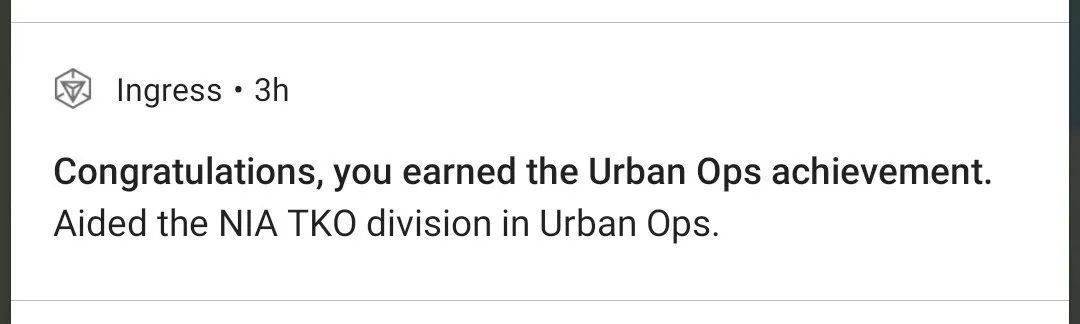 Ingress • 3h
Congratulations, you earned the Urban Ops achievement.
Aided the NIA TKO division in Urban Ops.